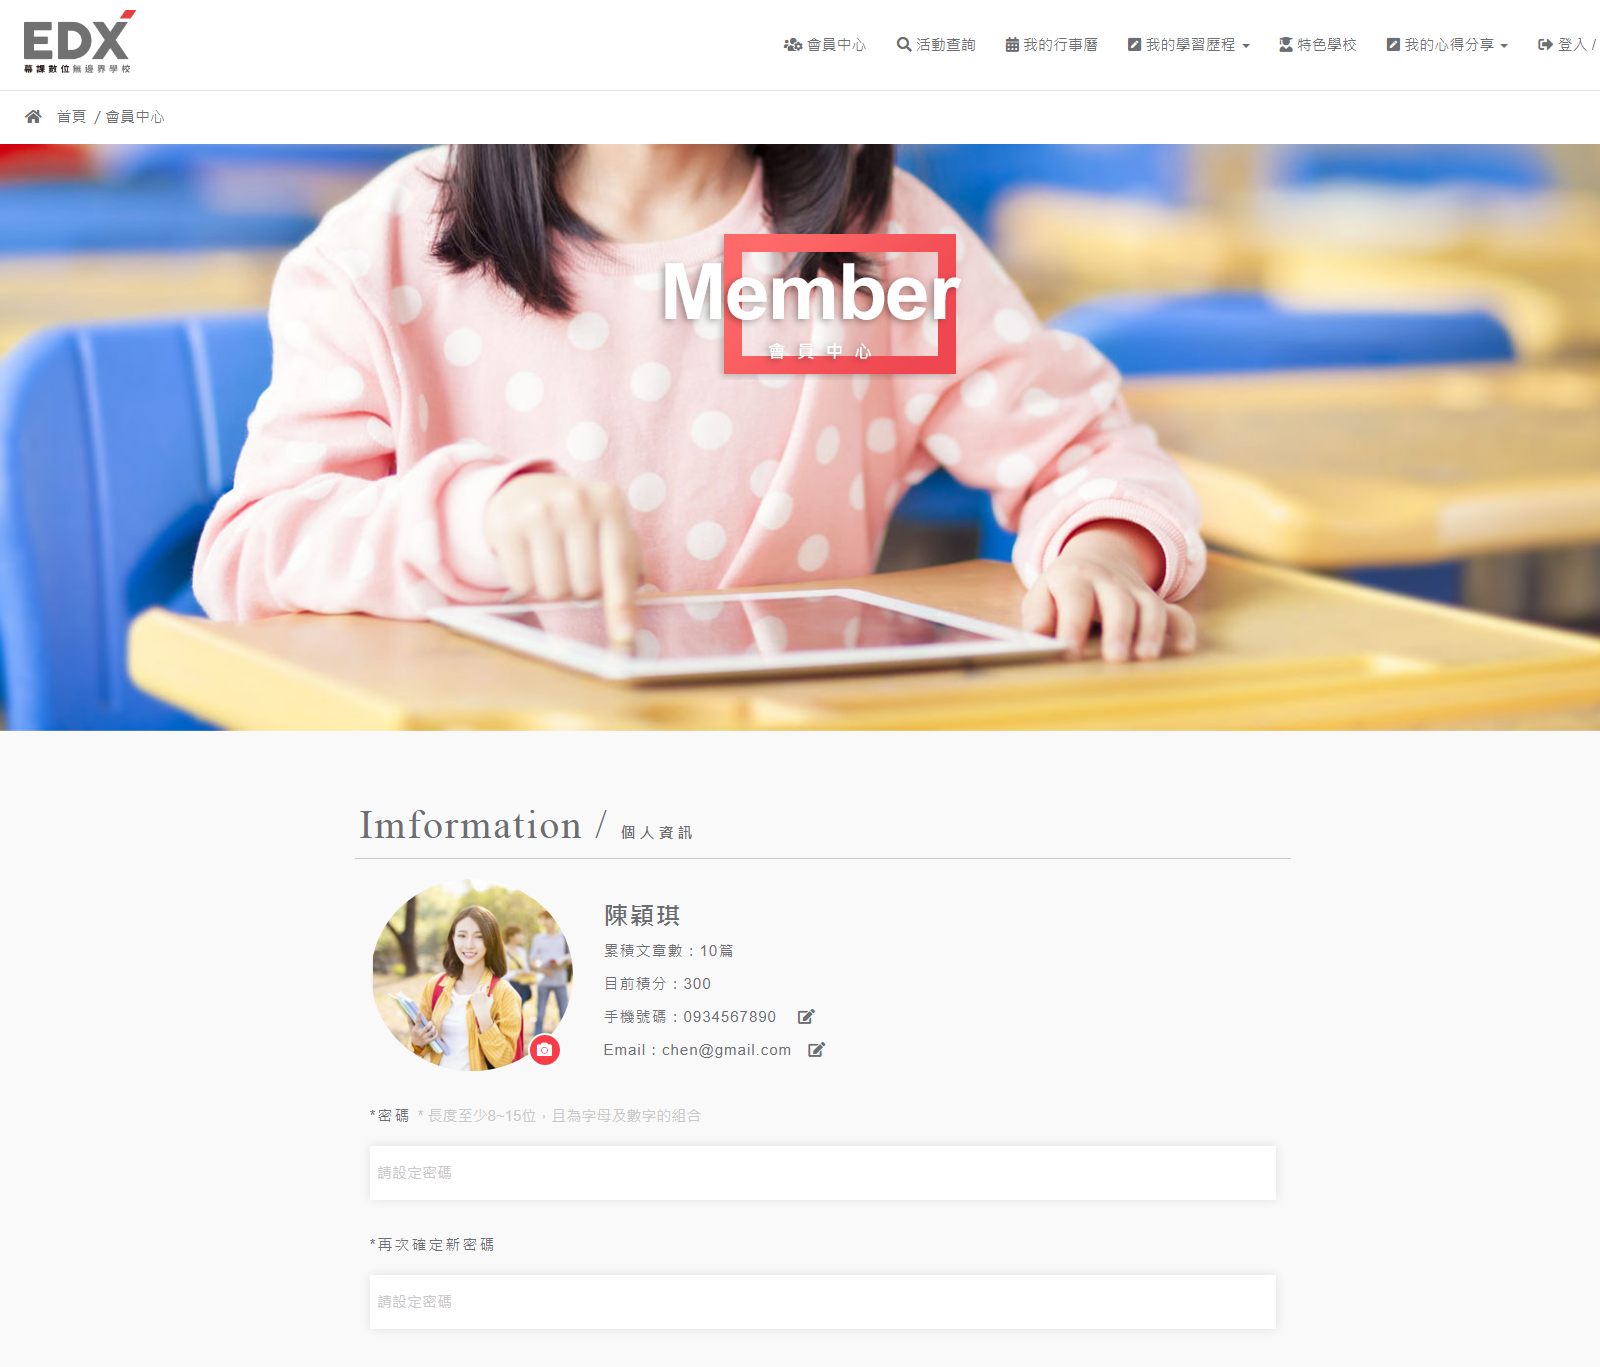 EDX
幕課數位無邊界學校
會員中心 活動查詢 我的行事曆 我的學習歷程 特色學校 我的心得分享 登入 /
首頁 / 會員中心
Member
會員中心
Imformation / 個人資訊
陳穎琪
累積文章數：10篇
目前積分：300
手機號碼：0934567890
Email：chen@gmail.com
*密碼 * 長度至少8~15位，且為字母及數字的組合
請設定密碼
*再次確定新密碼
請設定密碼